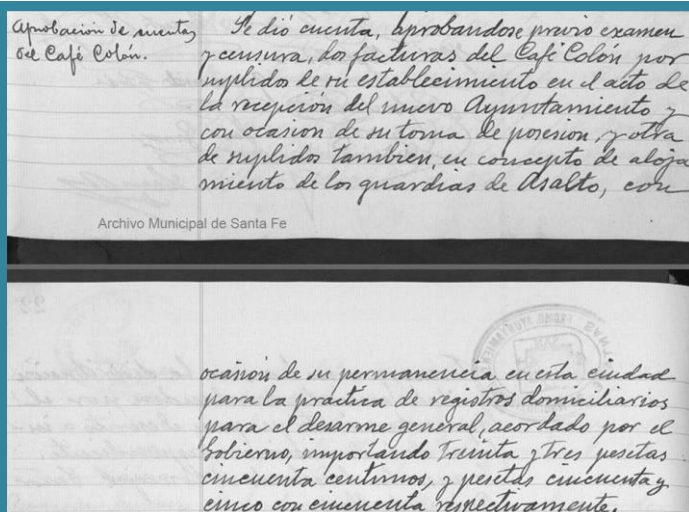 Aprobacion de cuentas
del Café Colón.
Se dió cuenta, aprobandose previo examen
y censura, dos facturas del Café Colón por
suplidos de su establecimiento en el acto de
la recepción del nuevo Ayuntamiento y
con ocasion de su toma de posesion, y otra
de suplidos tambien, en concepto de aloja
miento de los guardias de Asalto, con
Archivo Municipal de Santa Fe
ocasión de su permanencia en esta ciudad
para la practica de registros domiciliarios
para el desarme general, acordado por el
Gobierno, importando treinta y tres pesetas
cincuenta centimos, y pesetas cincuenta y
cinco con cincuenta respectivamente.